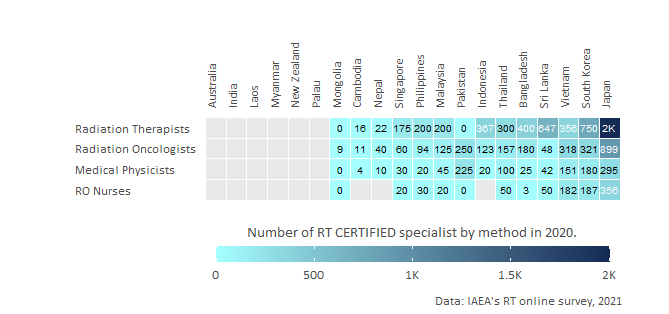 Australia
India
Laos
Myanmar
New Zealand
Palau
Mongolia
Cambodia
Nepal
Singapore
Philippines
Malaysia
Pakistan
Indonesia
Thailand
Bangladesh
Sri Lanka
Vietnam
South Korea
Japan
Radiation Therapists 0 16 22 175 200 200 0 367 300 400 647 356 750 2K
Radiation Oncologists 9 11 40 60 94 125 250 123 157 180 48 318 321 899
Medical Physicists 0 4 10 30 20 45 225 20 100 25 42 151 180 295
RO Nurses 0 20 30 20 0 50 3 50 182 187 356
Number of RT CERTIFIED specialist by method in 2020.
0 500 1K 1.5K 2K
Data: IAEA's RT online survey, 2021